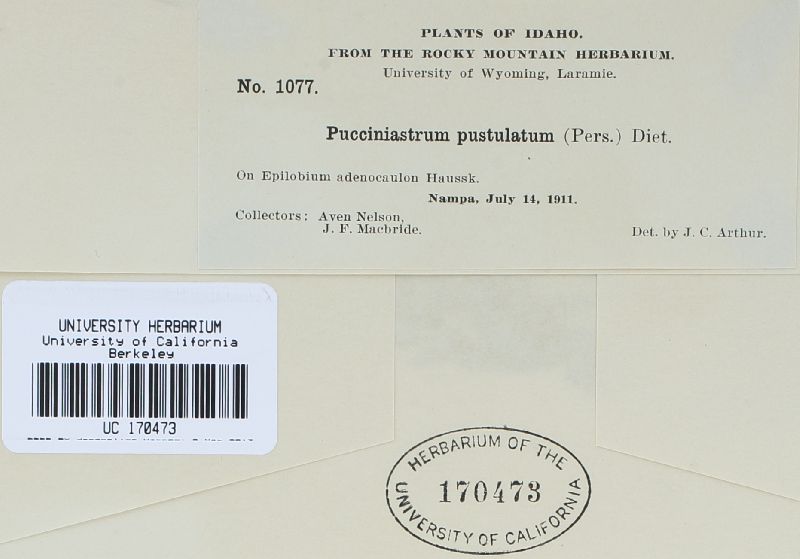 PLANTS OF IDAHO.
FROM THE ROCKY MOUNTAIN HERBARIUM.
University of Wyoming, Laramie.
No. 1077.
Pucciniastrum pustulatum (Pers.) Diet.
On Epilobium adenocaulon Haussk.
Nampa, July 14, 1911.
Collectors: Aven Nelson,
J. F. Macbride.
Det. by J. C. Arthur.
UNIVERSITY HERBARIUM
University of California
Berkeley
UC 170473
HERBARIUM OF THE
170473
UNIVERSITY OF CALIFORNIA